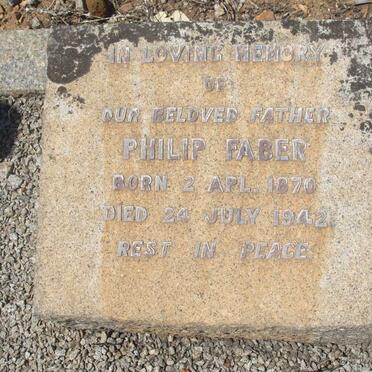 IN LOVING MEMORY
OF
OUR BELOVED FATHER
PHILIP FABER
BORN 2 APL. 1870
DIED 24 JULY 1942.
REST IN PEACE